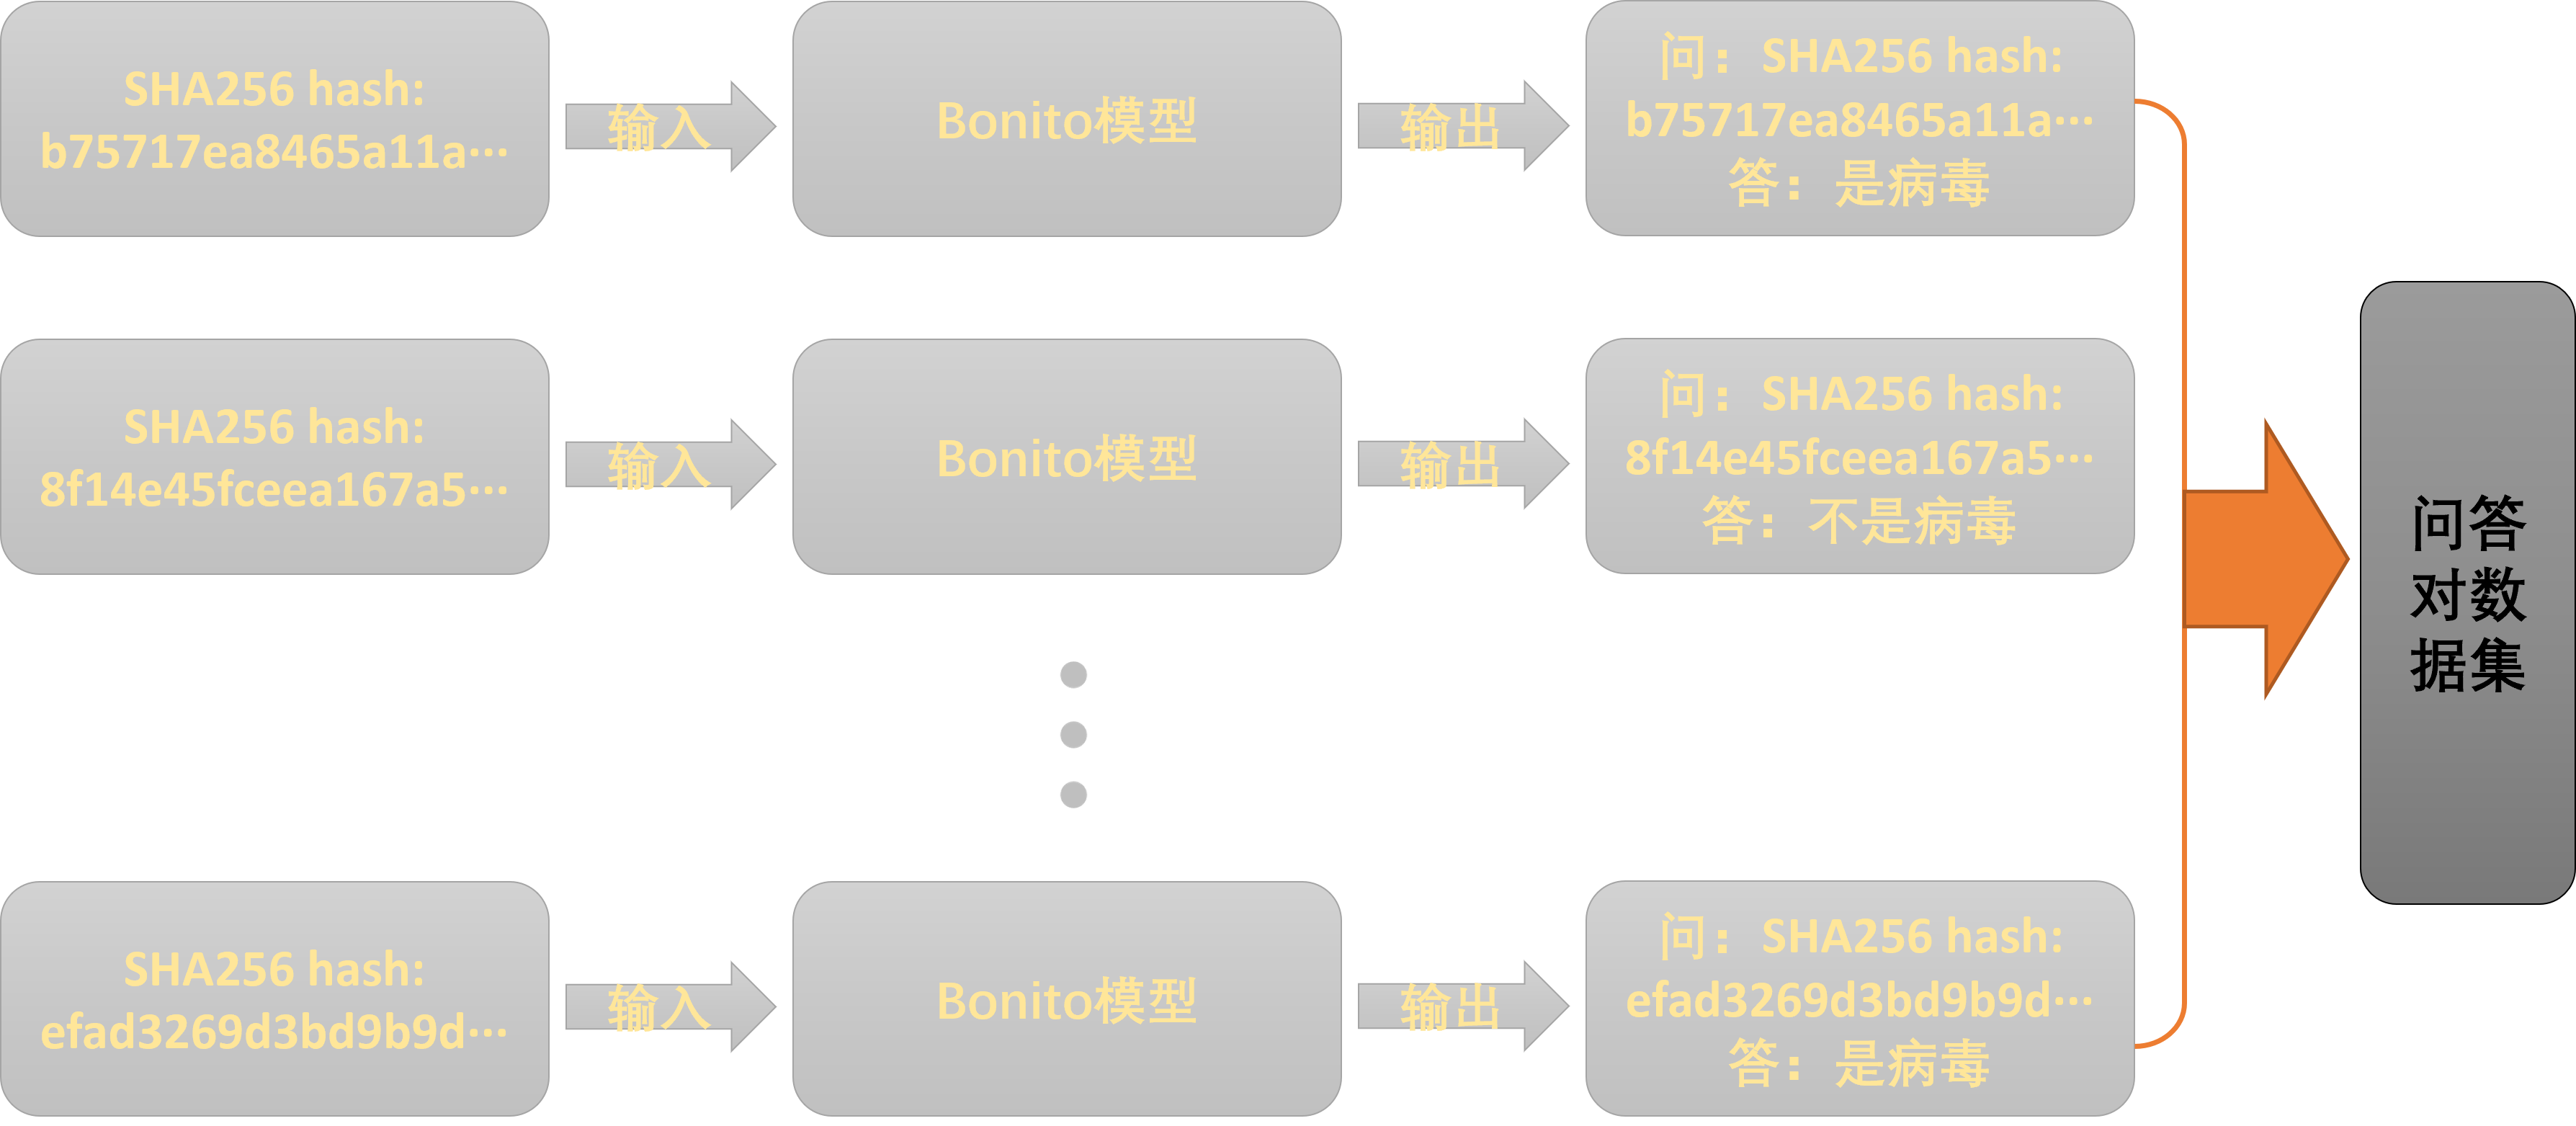 SHA256 hash:
b75717ea8465a11a…
输入
Bonito模型
输出
问：SHA256 hash:
b75717ea8465a11a…
答：是病毒
SHA256 hash:
8f14e45fceea167a5…
输入
Bonito模型
输出
问：SHA256 hash:
8f14e45fceea167a5…
答：不是病毒
SHA256 hash:
efad3269d3bd9b9d…
输入
Bonito模型
输出
问：SHA256 hash:
efad3269d3bd9b9d…
答：是病毒
问答
对数
据集